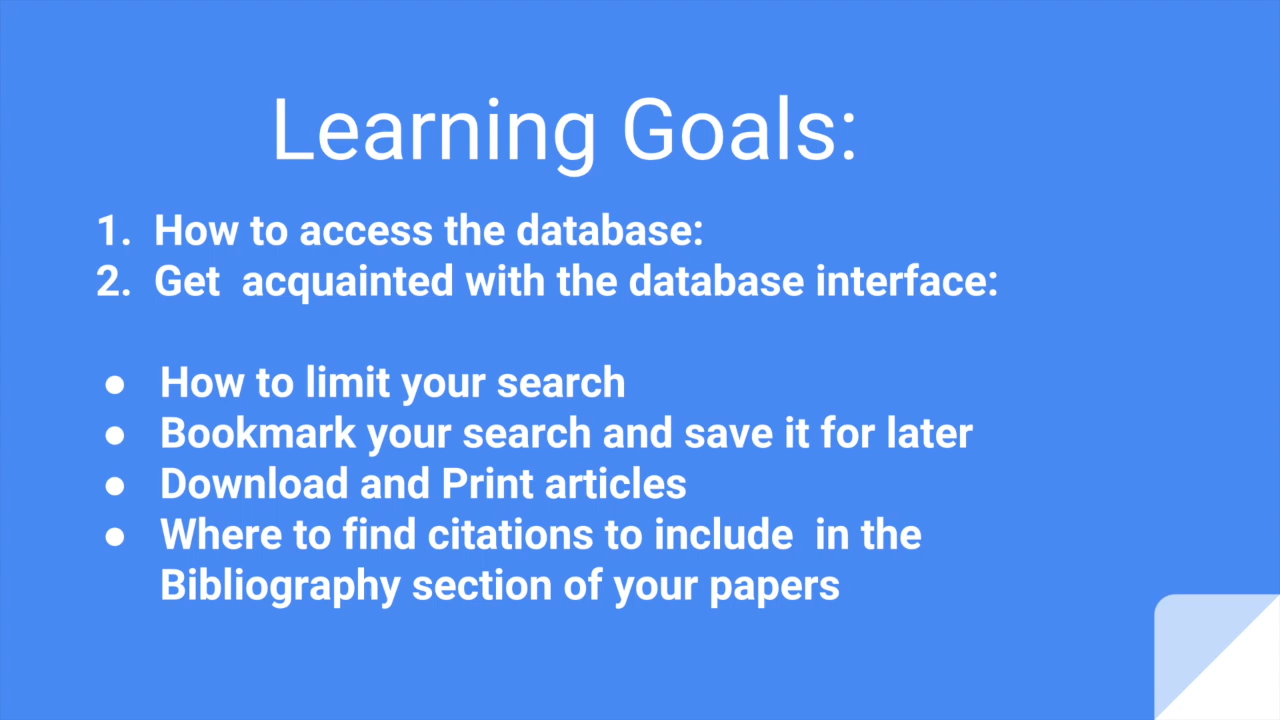 Learning Goals:
1. How to access the database:
2. Get  acquainted with the database interface:
● How to limit your search
● Bookmark your search and save it for later
● Download and Print articles
● Where to find citations to include  in the
Bibliography section of your papers